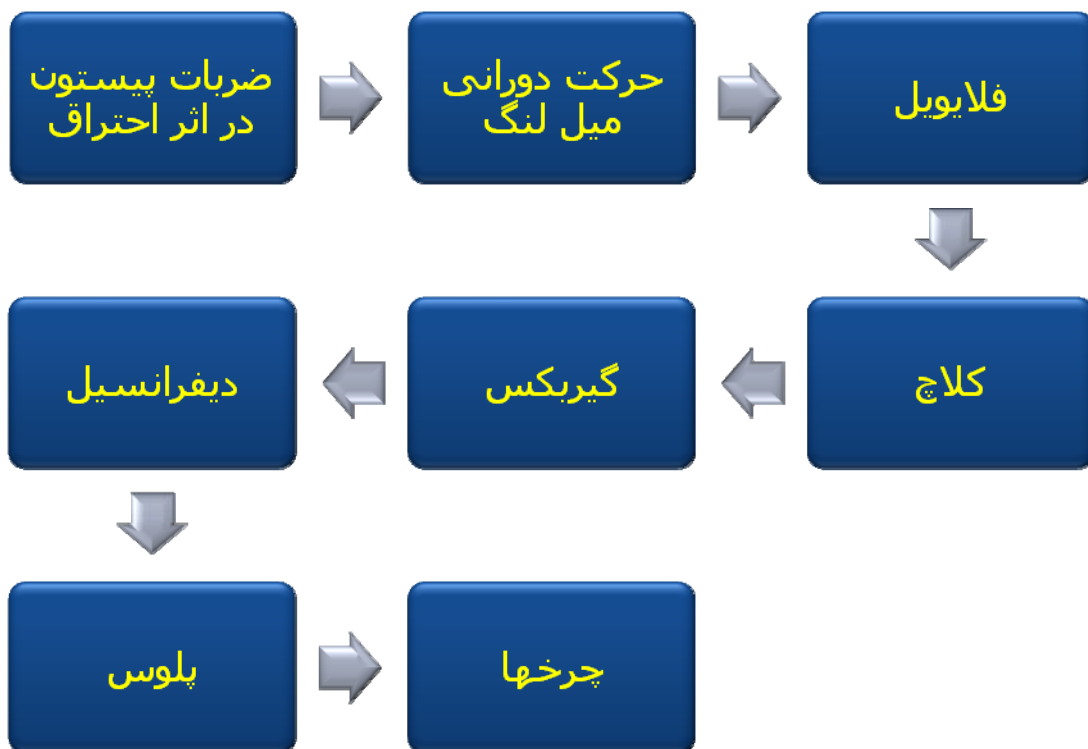 ضربات پیستون
در اثر احتراق
حرکت دورانی
میل لنگ
فلایویل
کلاچ
گیربکس
دیفرانسیل
پلوس
چرخها